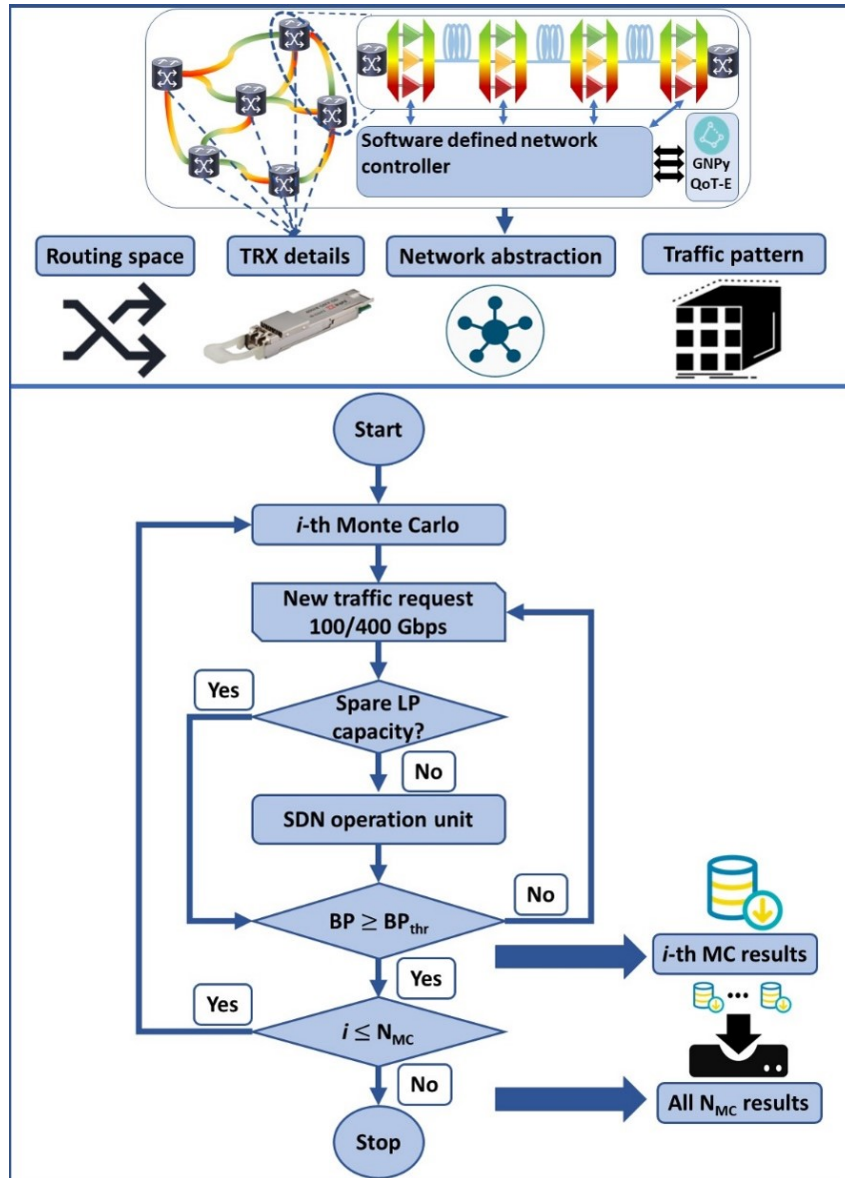 Software defined network
controller
GNPy
QoT-E
Routing space
TRX details
Network abstraction
Traffic pattern
Start
i-th Monte Carlo
New traffic request
100/400 Gbps
Yes
Spare LP
capacity?
No
SDN operation unit
No
BP ≥ BPthr
i-th MC results
Yes
Yes
...
i ≤ NMC
No
All NMC results
Stop